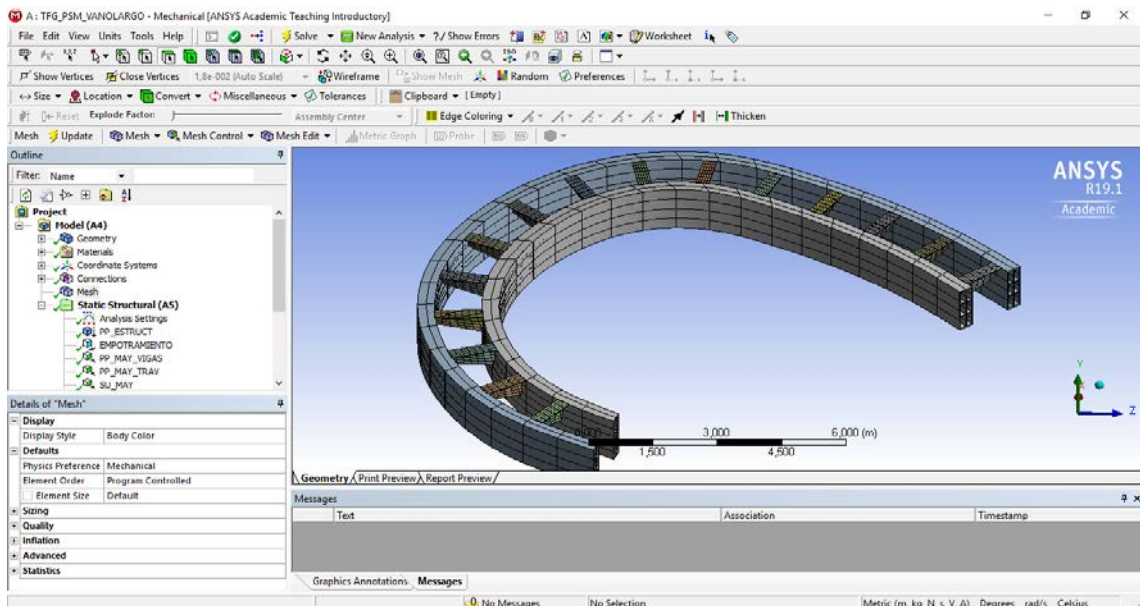 A : TFG_PSM_VANOLARGO - Mechanical [ANSYS Academic Teaching Introductory]
File Edit View Units Tools Help Solve New Analysis ?/ Show Errors Worksheet
Show Vertices Close Vertices 1,8e-002 (Auto Scale) Wireframe Show Mesh Random Preferences
Size Location Convert Miscellaneous Tolerances Clipboard [Empty]
Reset Explode Factor: Assembly Center Edge Coloring Thicken
Mesh Update Mesh Mesh Control Mesh Edit Metric Graph Probe
Outline
Filter: Name
Project
Model (A4)
Geometry
Materials
Coordinate Systems
Connections
Mesh
Static Structural (A5)
Analysis Settings
PP_ESTRUCT
EMPOTRAMIENTO
PP_MAY_VIGAS
PP_MAY_TRAV
SU_MAY
Details of "Mesh"
Display
Display Style Body Color
Defaults
Physics Preference Mechanical
Element Order Program Controlled
Element Size Default
Sizing
Quality
Inflation
Advanced
Statistics
ANSYS
R19.1
Academic
Y
Z
0,000 3,000 6,000 (m)
1,500 4,500
Geometry Print Preview Report Preview
Messages
Text Association Timestamp
Graphics Annotations Messages
No Messages No Selection Metric (m, kg, N, s, V, A) Degrees rad/s Celsius